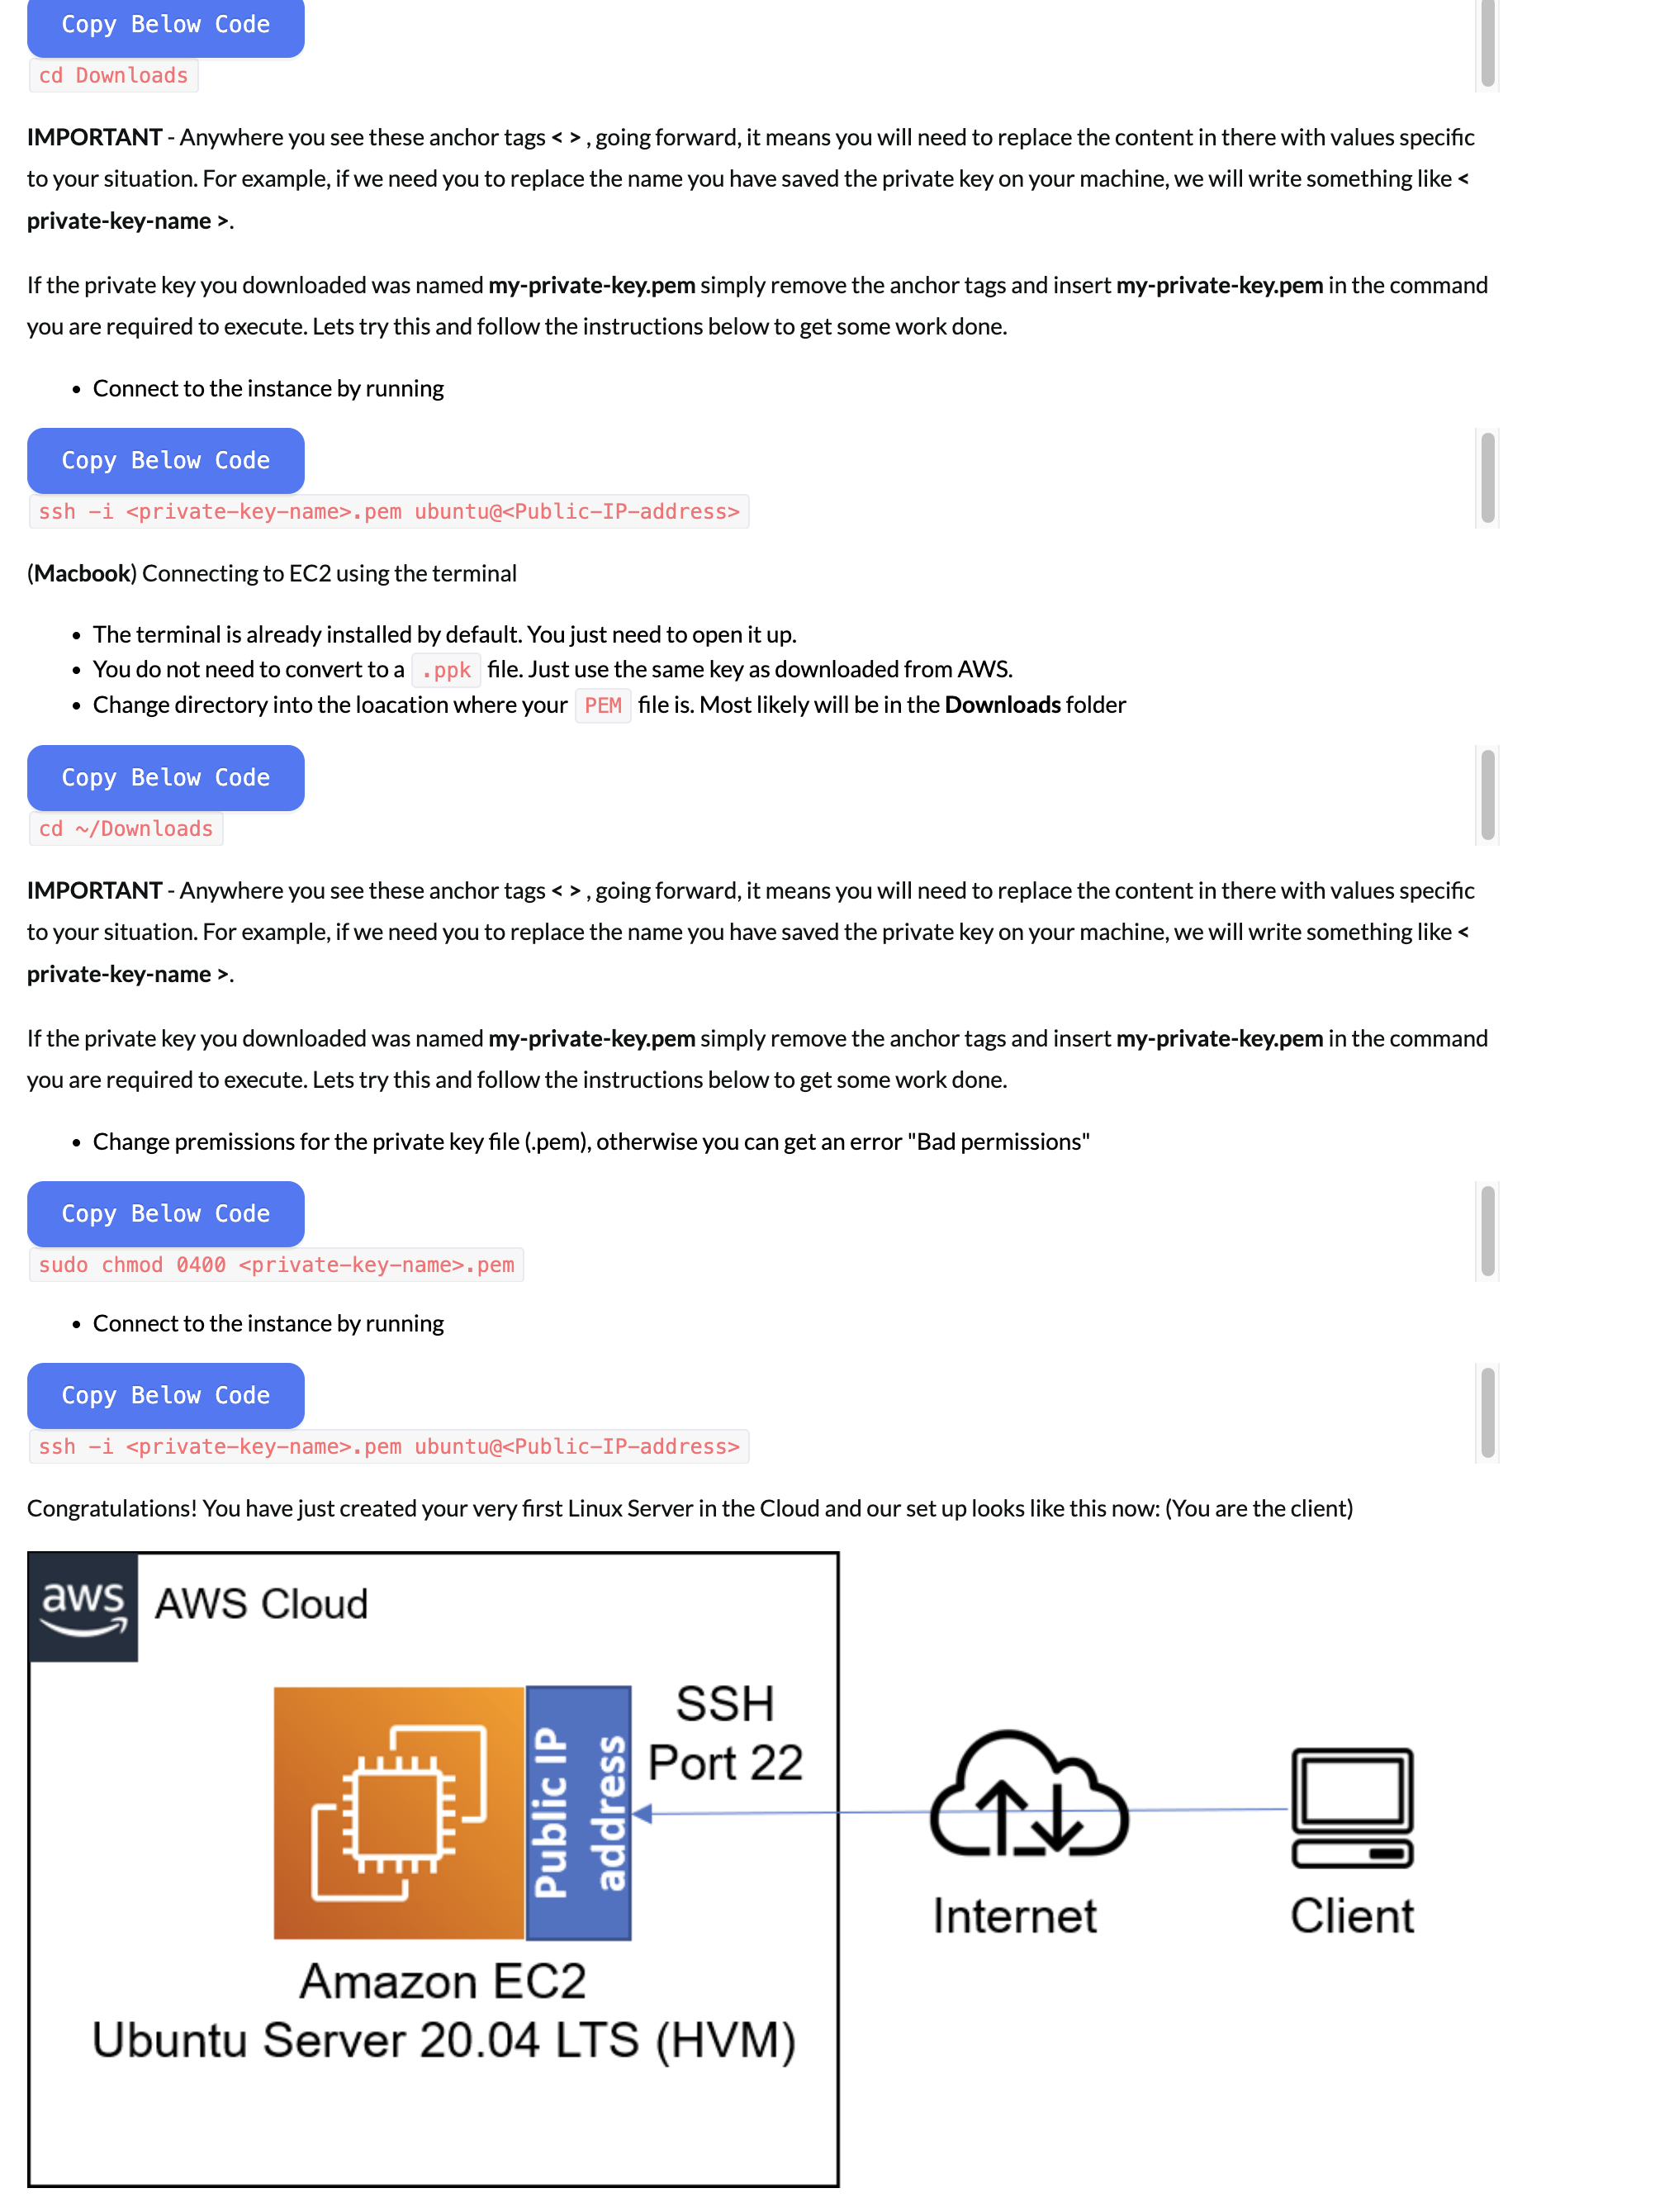 Copy Below Code
cd Downloads
IMPORTANT - Anywhere you see these anchor tags < > , going forward, it means you will need to replace the content in there with values specific
to your situation. For example, if we need you to replace the name you have saved the private key on your machine, we will write something like <
private-key-name >.
If the private key you downloaded was named my-private-key.pem simply remove the anchor tags and insert my-private-key.pem in the command
you are required to execute. Lets try this and follow the instructions below to get some work done.
• Connect to the instance by running
Copy Below Code
ssh -i <private-key-name>.pem ubuntu@<Public-IP-address>
(Macbook) Connecting to EC2 using the terminal
• The terminal is already installed by default. You just need to open it up.
• You do not need to convert to a .ppk file. Just use the same key as downloaded from AWS.
• Change directory into the loacation where your PEM file is. Most likely will be in the Downloads folder
Copy Below Code
cd ~/Downloads
IMPORTANT - Anywhere you see these anchor tags < > , going forward, it means you will need to replace the content in there with values specific
to your situation. For example, if we need you to replace the name you have saved the private key on your machine, we will write something like <
private-key-name >.
If the private key you downloaded was named my-private-key.pem simply remove the anchor tags and insert my-private-key.pem in the command
you are required to execute. Lets try this and follow the instructions below to get some work done.
• Change premissions for the private key file (.pem), otherwise you can get an error "Bad permissions"
Copy Below Code
sudo chmod 0400 <private-key-name>.pem
• Connect to the instance by running
Copy Below Code
ssh -i <private-key-name>.pem ubuntu@<Public-IP-address>
Congratulations! You have just created your very first Linux Server in the Cloud and our set up looks like this now: (You are the client)
aws
AWS Cloud
Public IP
address
SSH
Port 22
Internet
Client
Amazon EC2
Ubuntu Server 20.04 LTS (HVM)